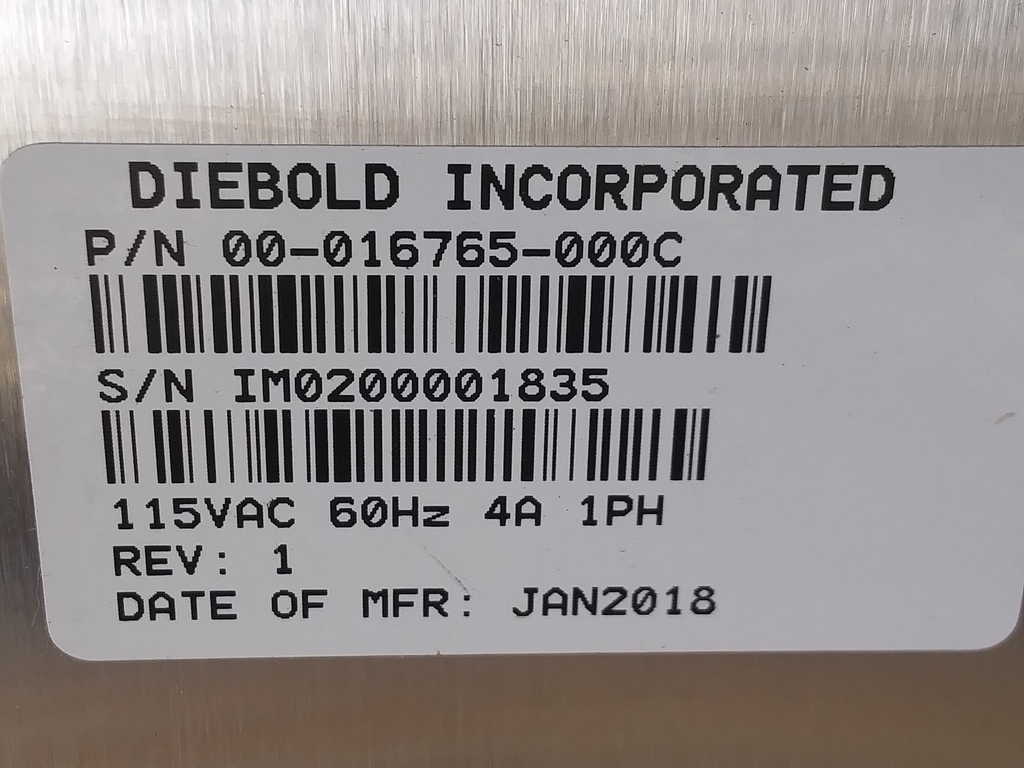 DIEBOLD INCORPORATED
P/N 00-016765-000C
S/N IM0200001835
115VAC 60Hz 4A 1PH
REV: 1
DATE OF MFR: JAN2018